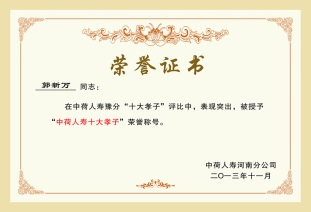 荣誉证书
郭新万 同志：
在中荷人寿豫分“十大孝子”评比中，表现突出，被授予
“中荷人寿十大孝子”荣誉称号。
中荷人寿河南分公司
二〇一三年十一月